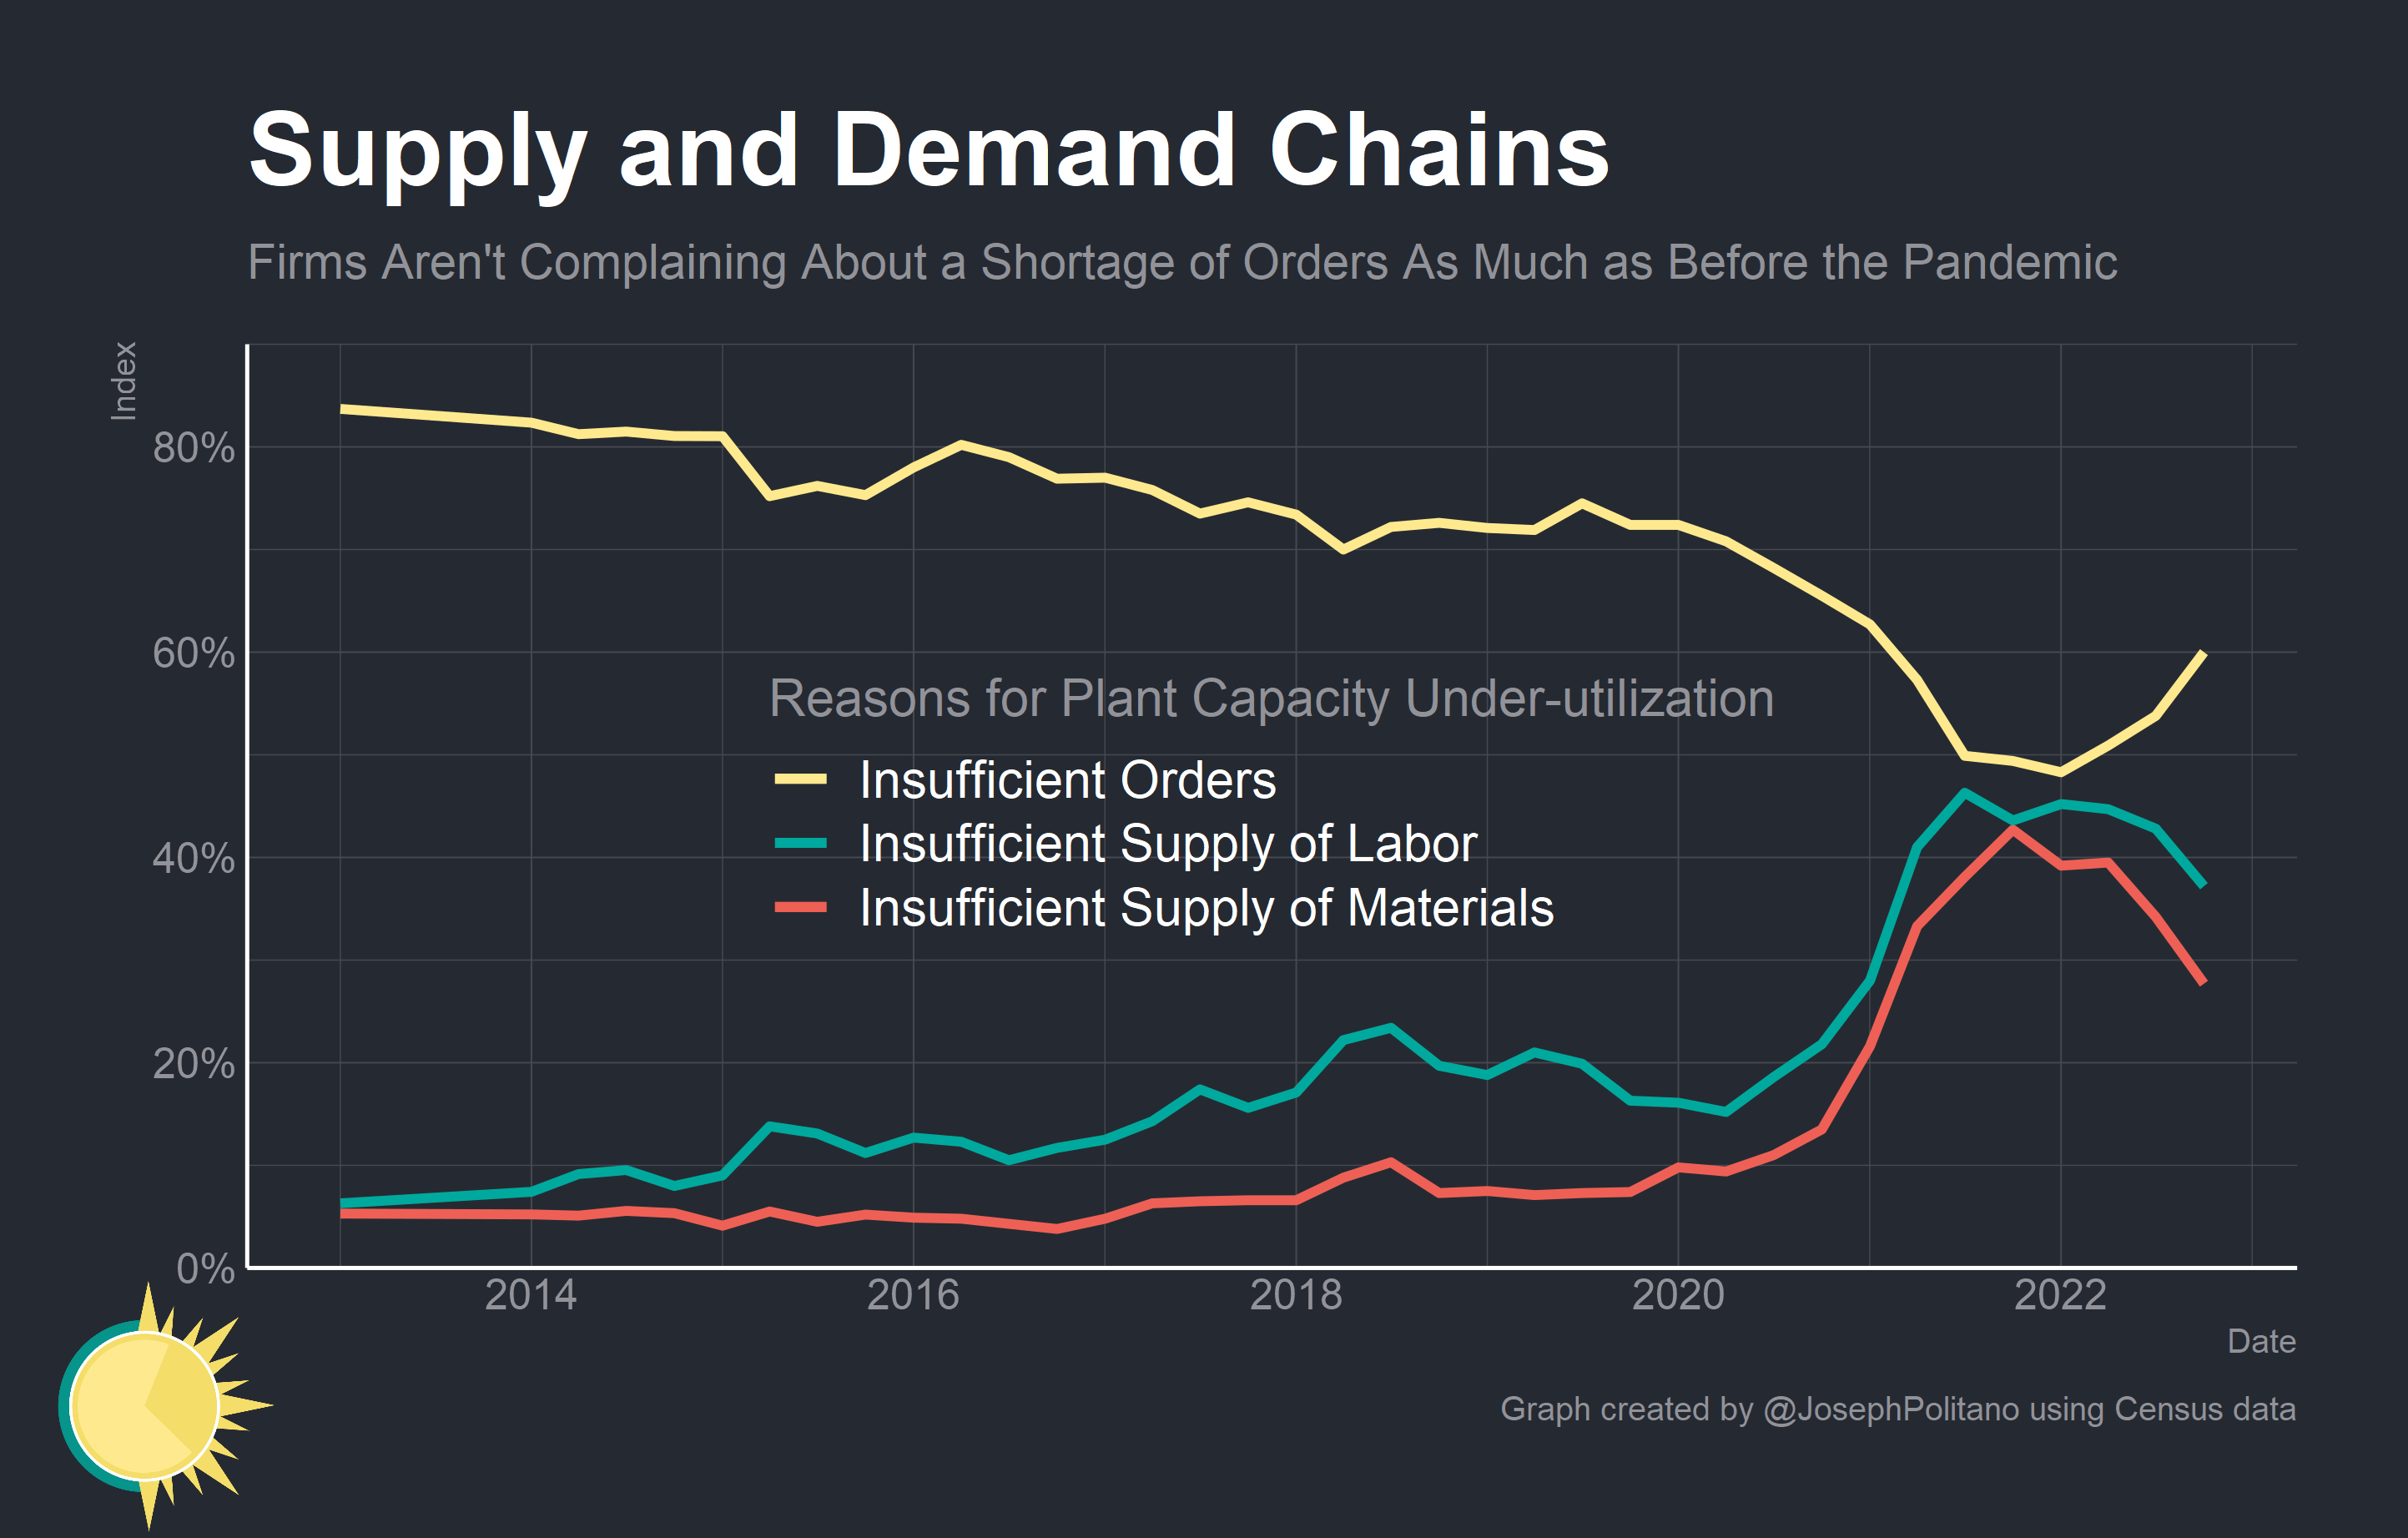 Supply and Demand Chains
Firms Aren't Complaining About a Shortage of Orders As Much as Before the Pandemic
Index
80%
60%
40%
20%
0%
Reasons for Plant Capacity Under-utilization
Insufficient Orders
Insufficient Supply of Labor
Insufficient Supply of Materials
2014 2016 2018 2020 2022
Date
Graph created by @JosephPolitano using Census data